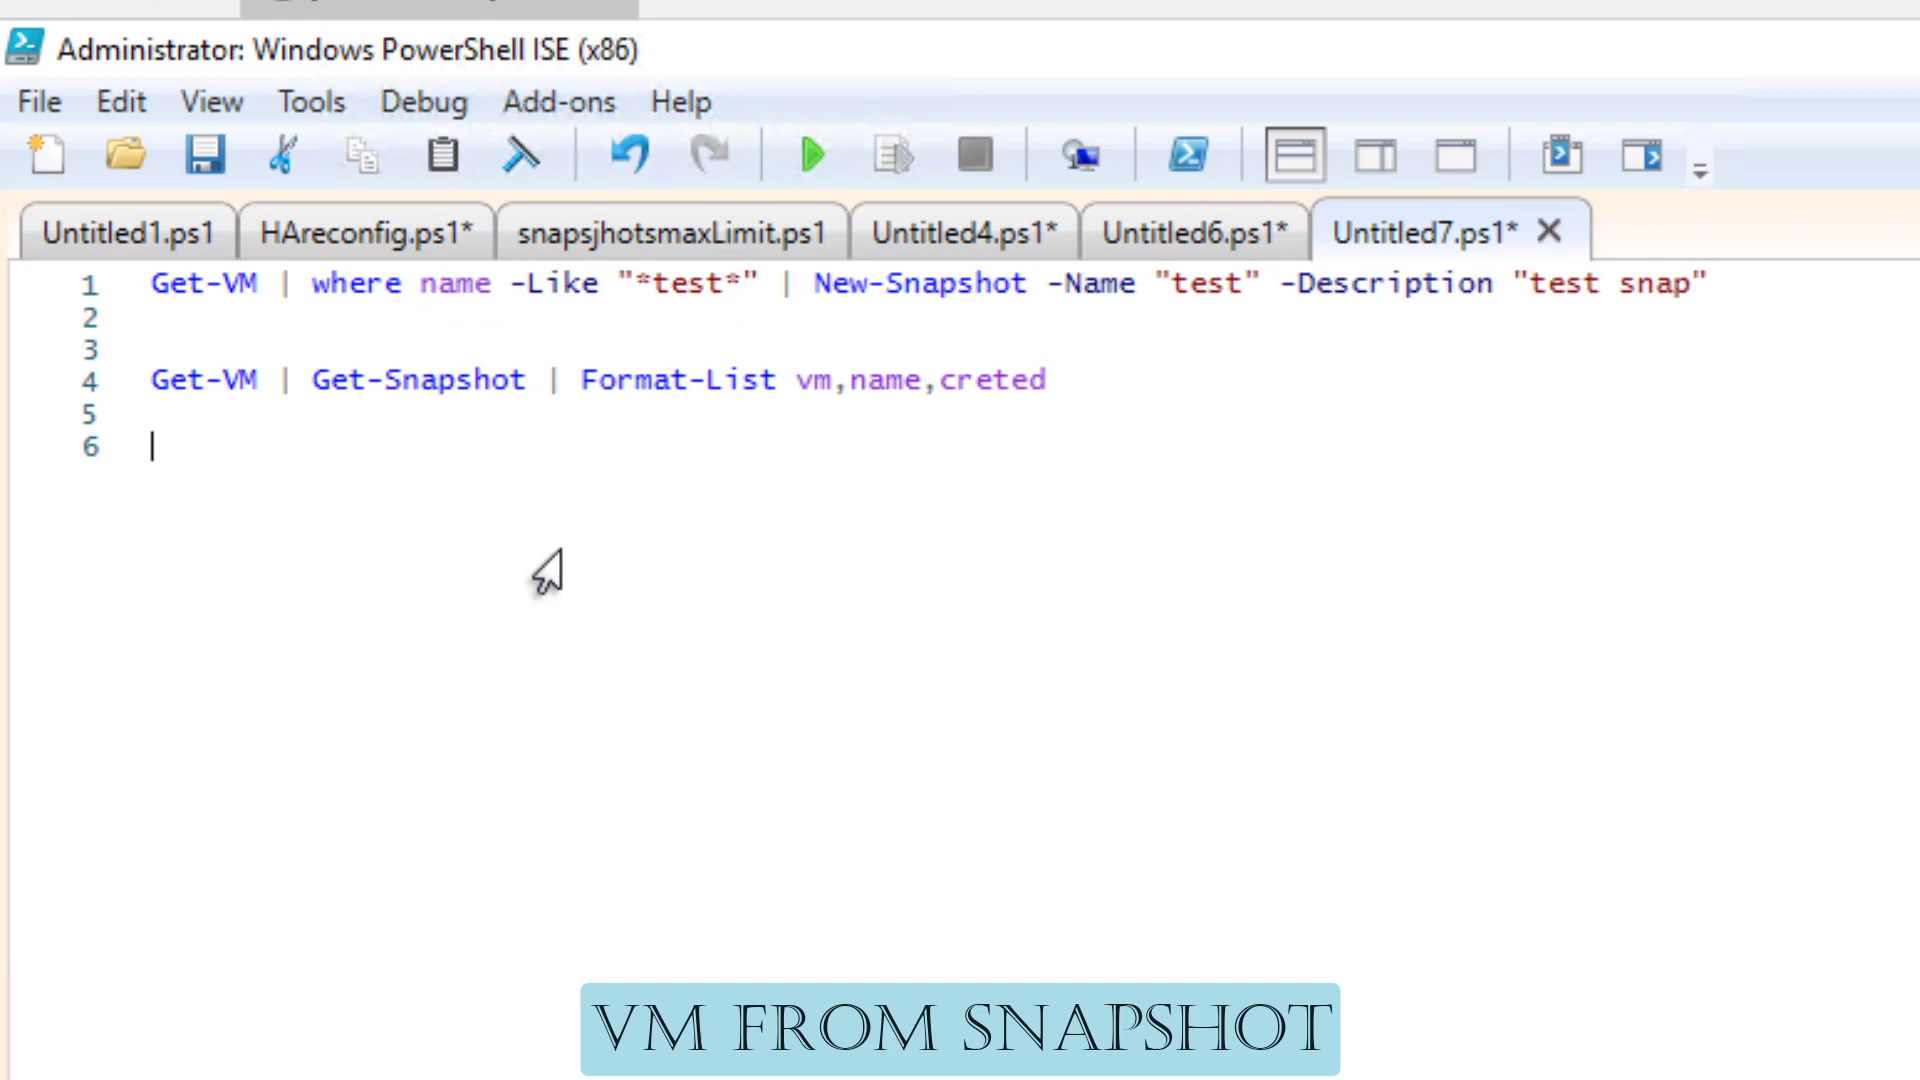 Administrator: Windows PowerShell ISE (x86)
File Edit View Tools Debug Add-ons Help
Untitled1.ps1 HAreconfig.ps1* snapsjhotsmaxLimit.ps1 Untitled4.ps1* Untitled6.ps1* Untitled7.ps1*
1 Get-VM | where name -Like "*test*" | New-Snapshot -Name "test" -Description "test snap"
2
3
4 Get-VM | Get-Snapshot | Format-List vm,name,creted
5
6
VM FROM SNAPSHOT